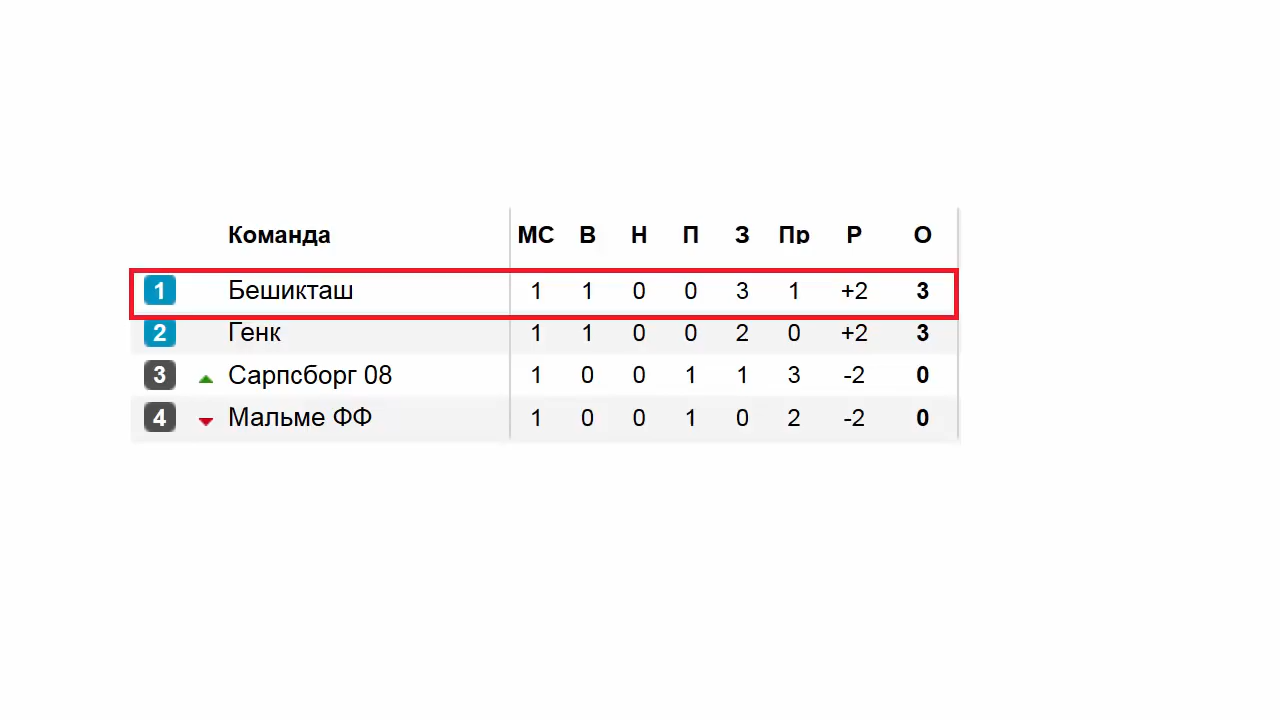 Команда МС В Н П З Пр Р О
1 Бешикташ 1 1 0 0 3 1 +2 3
2 Генк 1 1 0 0 2 0 +2 3
3 Сарпсборг 08 1 0 0 1 1 3 -2 0
4 Мальме ФФ 1 0 0 1 0 2 -2 0